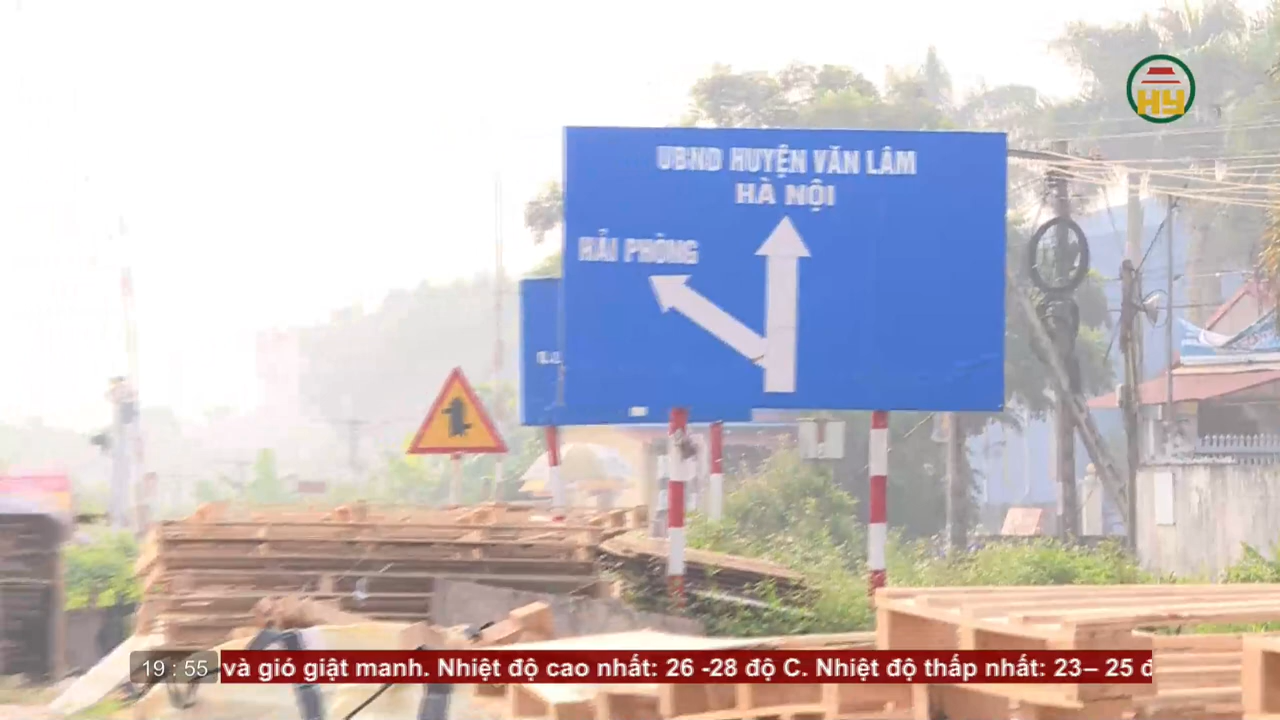 HY
UBND HUYỆN VĂN LÂM
HÀ NỘI
HẢI PHÒNG
19 : 55
và gió giật manh. Nhiệt độ cao nhất: 26 -28 độ C. Nhiệt độ thấp nhất: 23– 25 đ